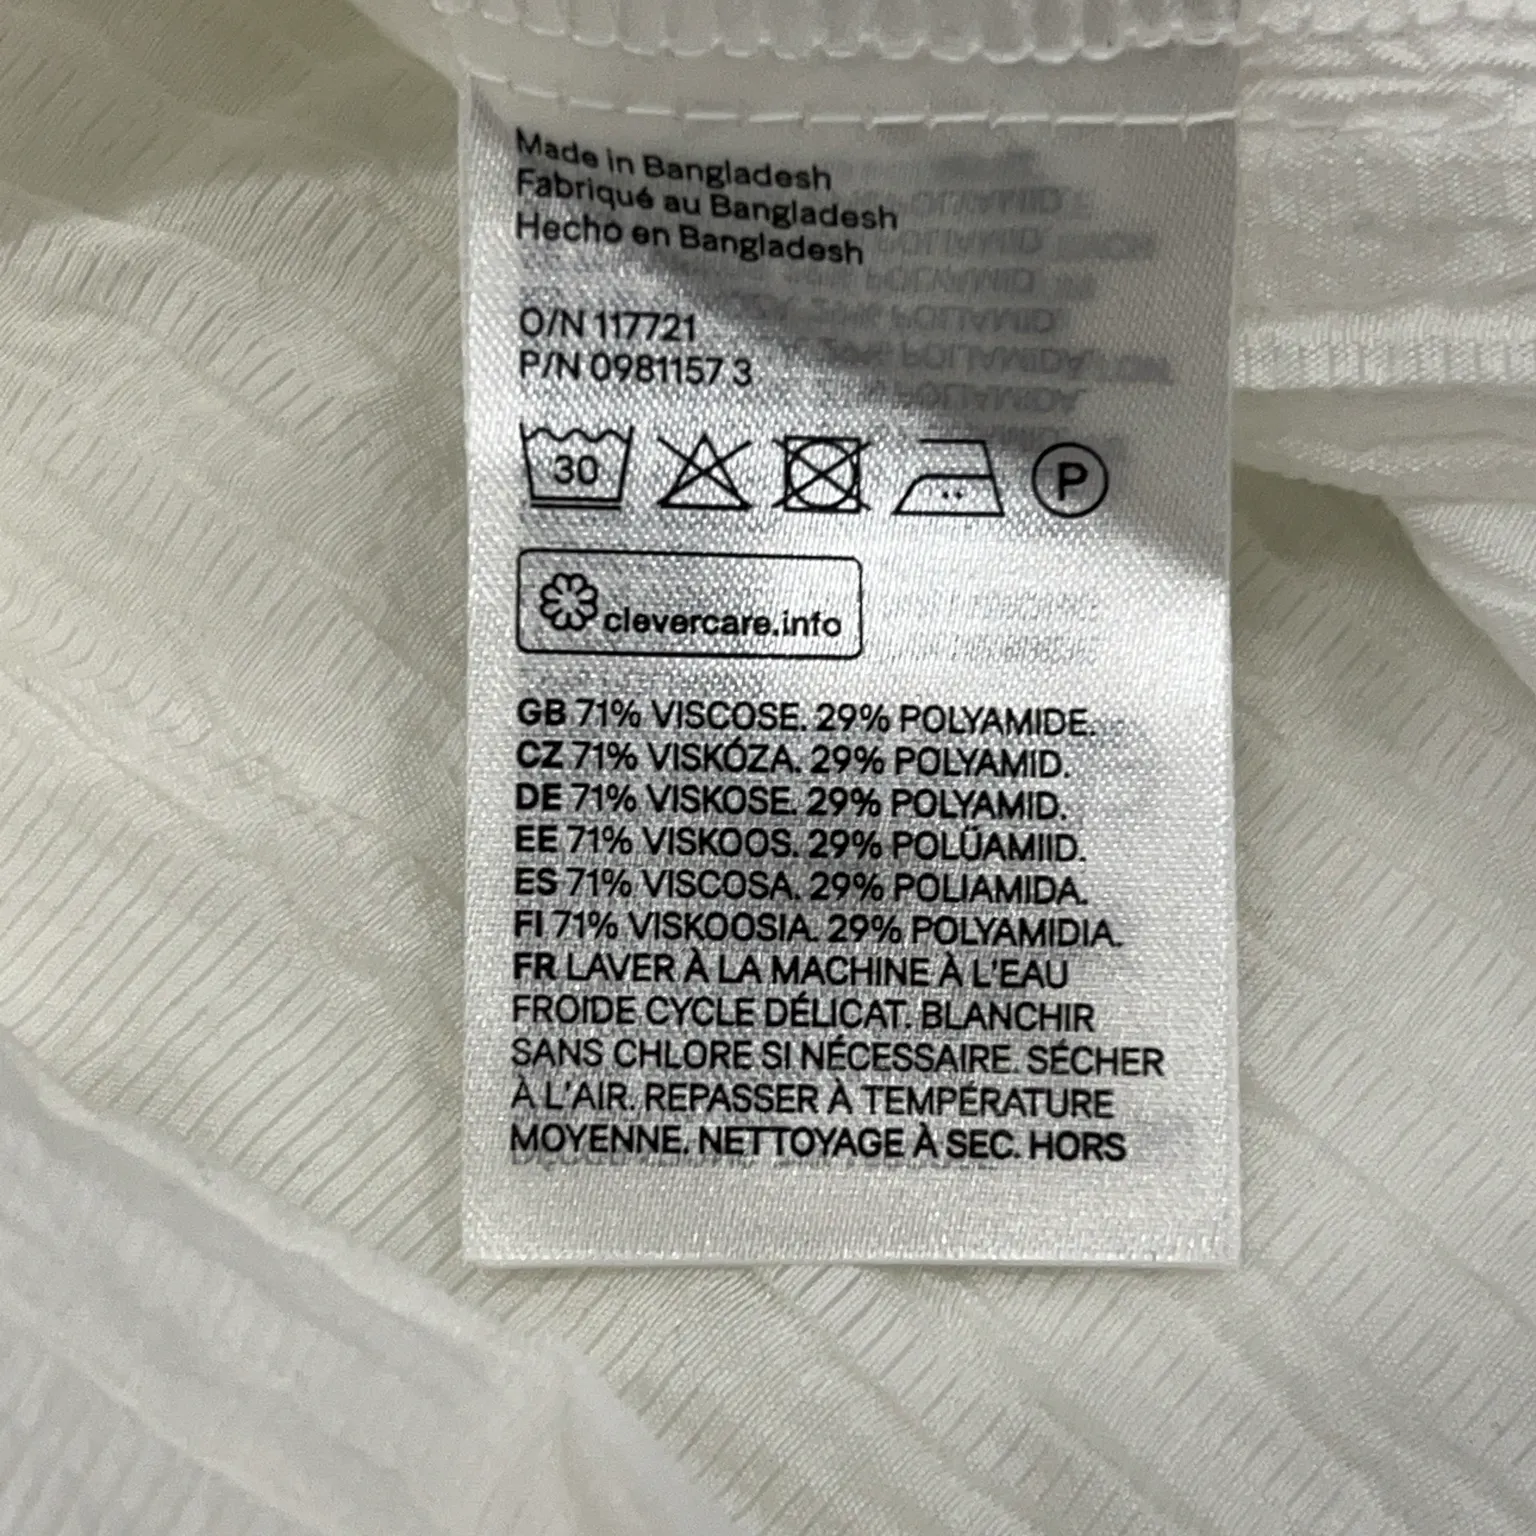 Made in Bangladesh
Fabriqué au Bangladesh
Hecho en Bangladesh
O/N 117721
P/N 0981157 3
30 P
clevercare.info
GB 71% VISCOSE. 29% POLYAMIDE.
CZ 71% VISKÓZA. 29% POLYAMID.
DE 71% VISKOSE. 29% POLYAMID.
EE 71% VISKOOS. 29% POLÜAMIID.
ES 71% VISCOSA. 29% POLIAMIDA.
FI 71% VISKOOSIA. 29% POLYAMIDIA.
FR LAVER À LA MACHINE À L'EAU
FROIDE CYCLE DÉLICAT. BLANCHIR
SANS CHLORE SI NÉCESSAIRE. SÉCHER
À L'AIR. REPASSER À TEMPÉRATURE
MOYENNE. NETTOYAGE À SEC. HORS